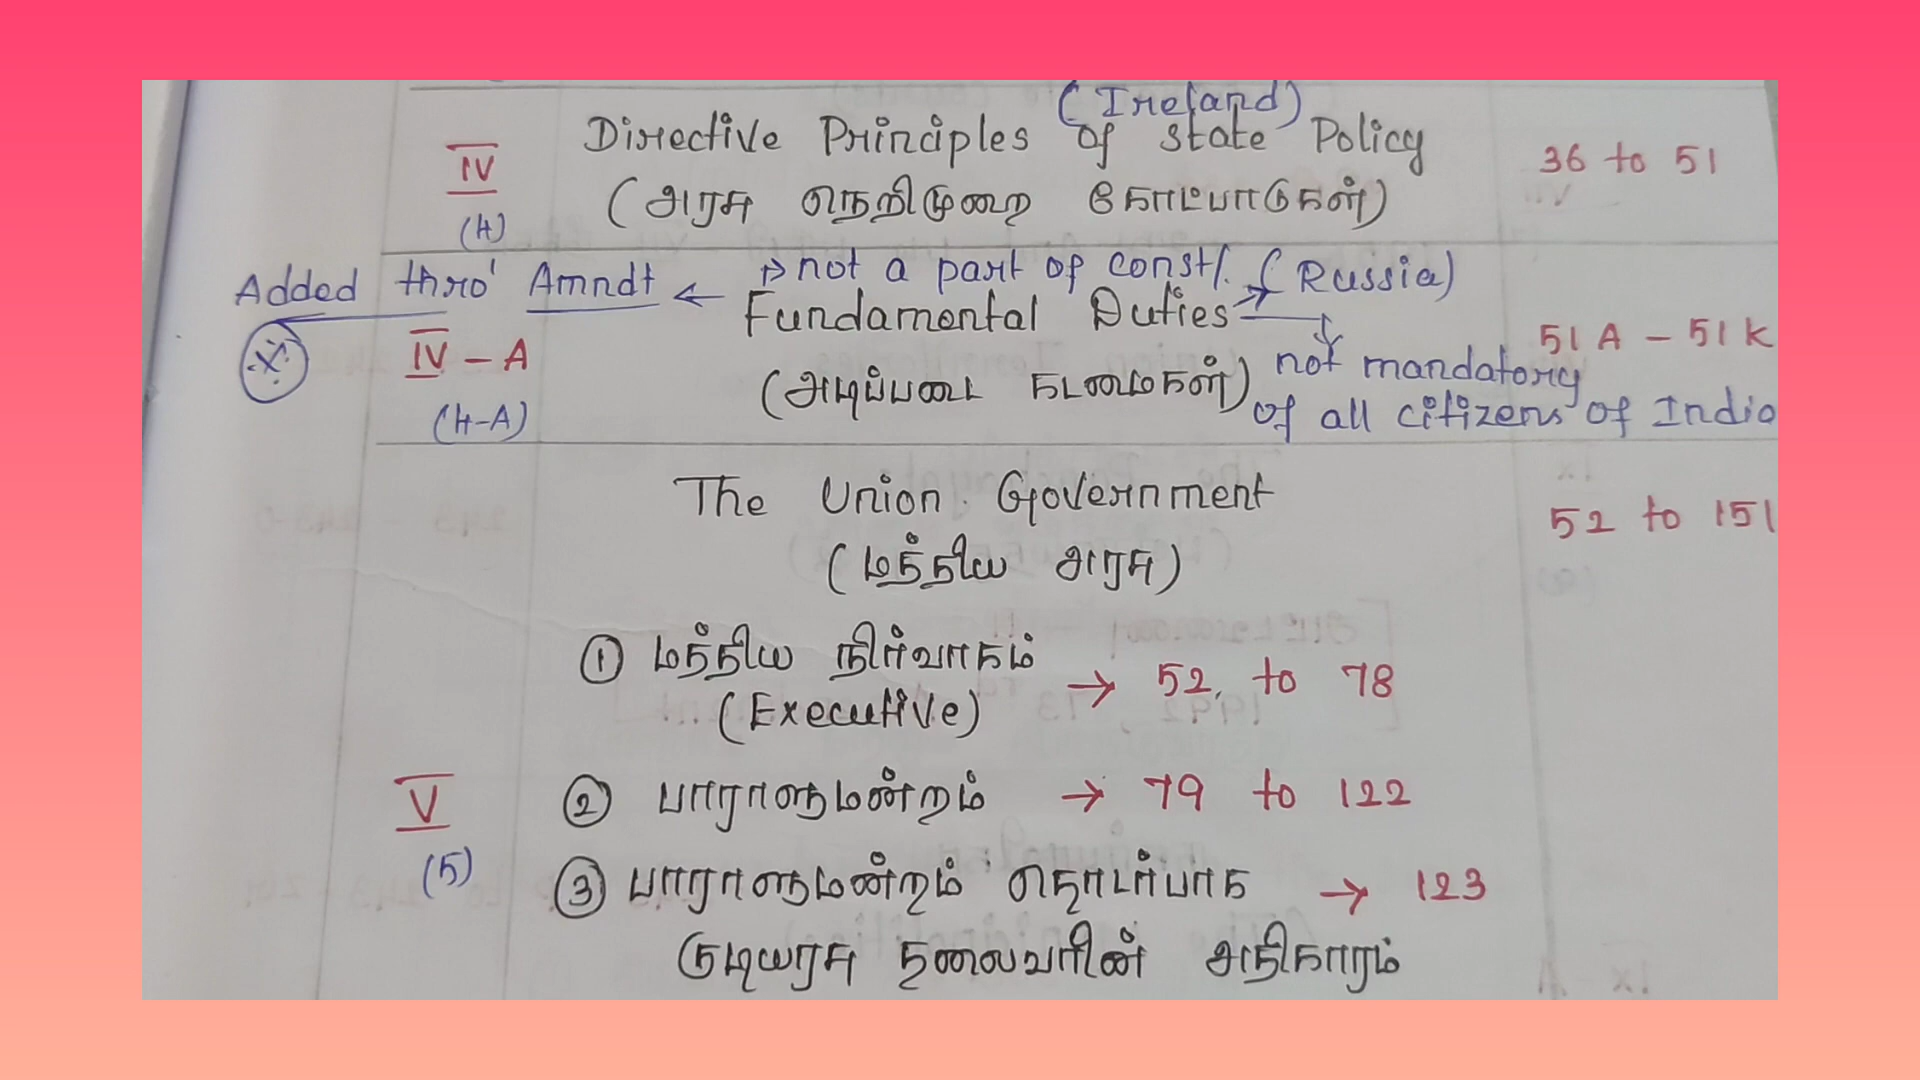 (Ireland)
IV Directive Principles of State Policy 36 to 51
(அரசு நெறிமுறை கோட்பாடுகள்)
(4)
Added thro' Amndt ← → not a part of const/. (Russia)
Fundamental Duties
IV - A 51 A - 51 K
(அடிப்படை கடமைகள்) not mandatory
(4-A) of all citizens of India
The Union Government 52 to 151
(மத்திய அரசு)
① மத்திய நிர்வாகம் → 52 to 78
(Executive)
V ② பாராளுமன்றம் → 79 to 122
(5) ③ பாராளுமன்றம் தொடர்பாக → 123
குடியரசு தலைவரின் அதிகாரம்